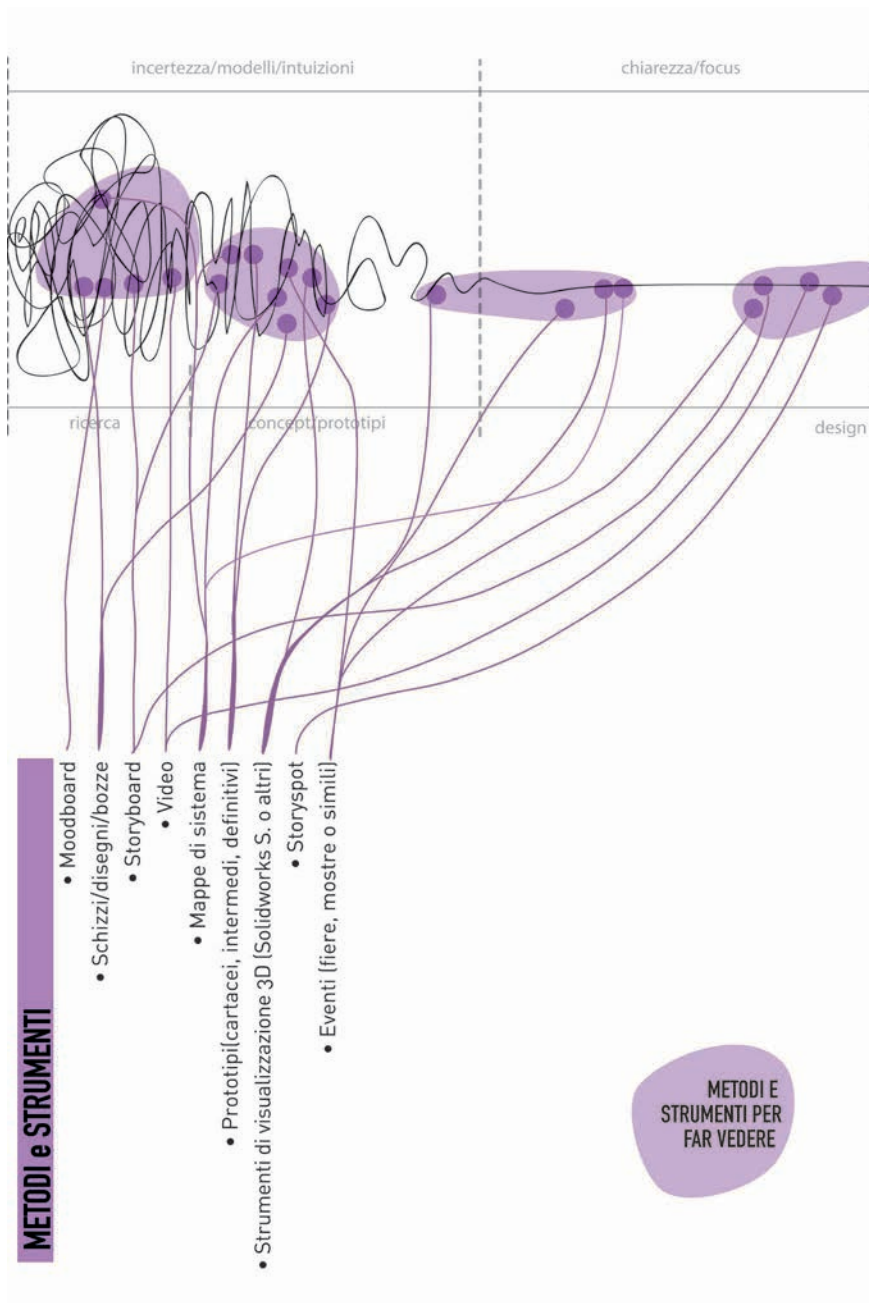 incertezza/modelli/intuizioni
chiarezza/focus
ricerca
concept/prototipi
design
METODI e STRUMENTI
• Moodboard
• Schizzi/disegni/bozze
• Storyboard
• Video
• Mappe di sistema
• Prototipi(cartacei, intermedi, definitivi)
• Strumenti di visualizzazione 3D (Solidworks S. o altri)
• Storyspot
• Eventi (fiere, mostre o simili)
METODI E
STRUMENTI PER
FAR VEDERE